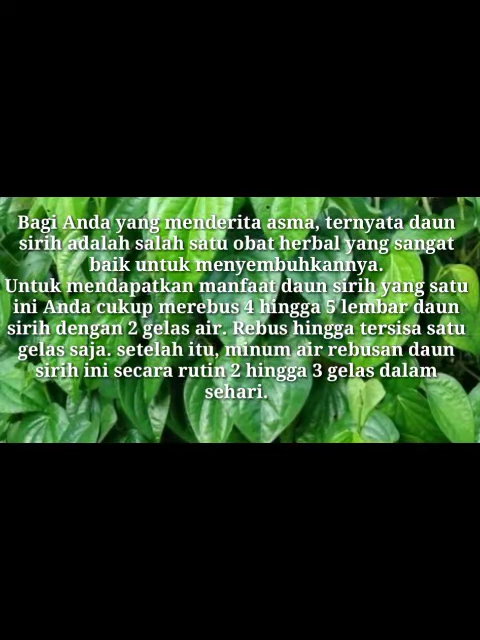 Bagi Anda yang menderita asma, ternyata daun
sirih adalah salah satu obat herbal yang sangat
baik untuk menyembuhkannya.
Untuk mendapatkan manfaat daun sirih yang satu
ini Anda cukup merebus 4 hingga 5 lembar daun
sirih dengan 2 gelas air. Rebus hingga tersisa satu
gelas saja. setelah itu, minum air rebusan daun
sirih ini secara rutin 2 hingga 3 gelas dalam
sehari.